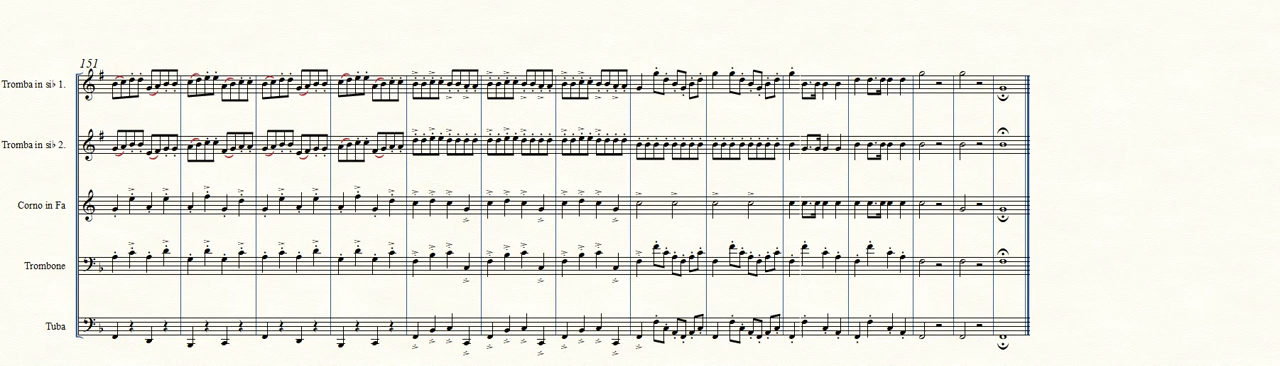 151
Tromba in si♭ 1.
Tromba in si♭ 2.
Corno in Fa
Trombone
Tuba